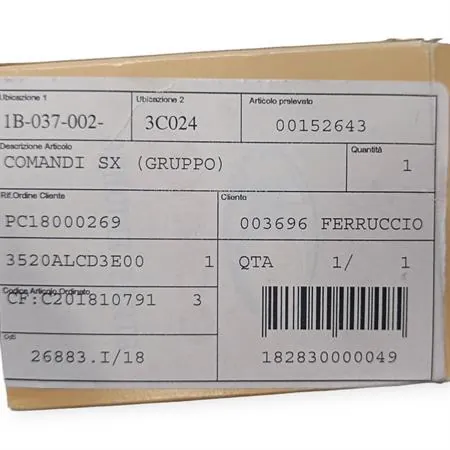 Ubicazione 1
Ubicazione 2
Articolo prelevato
1B-037-002-
3C024
00152643
Descrizione Articolo
Quantità
COMANDI SX (GRUPPO)
1
Rif.Ordine Cliente
Cliente
PC18000269
003696 FERRUCCIO
3520ALCD3E00 1
QTA 1/ 1
Codice Articolo Ordinato
CF:C201810791 3
OdS
26883.I/18
182830000049